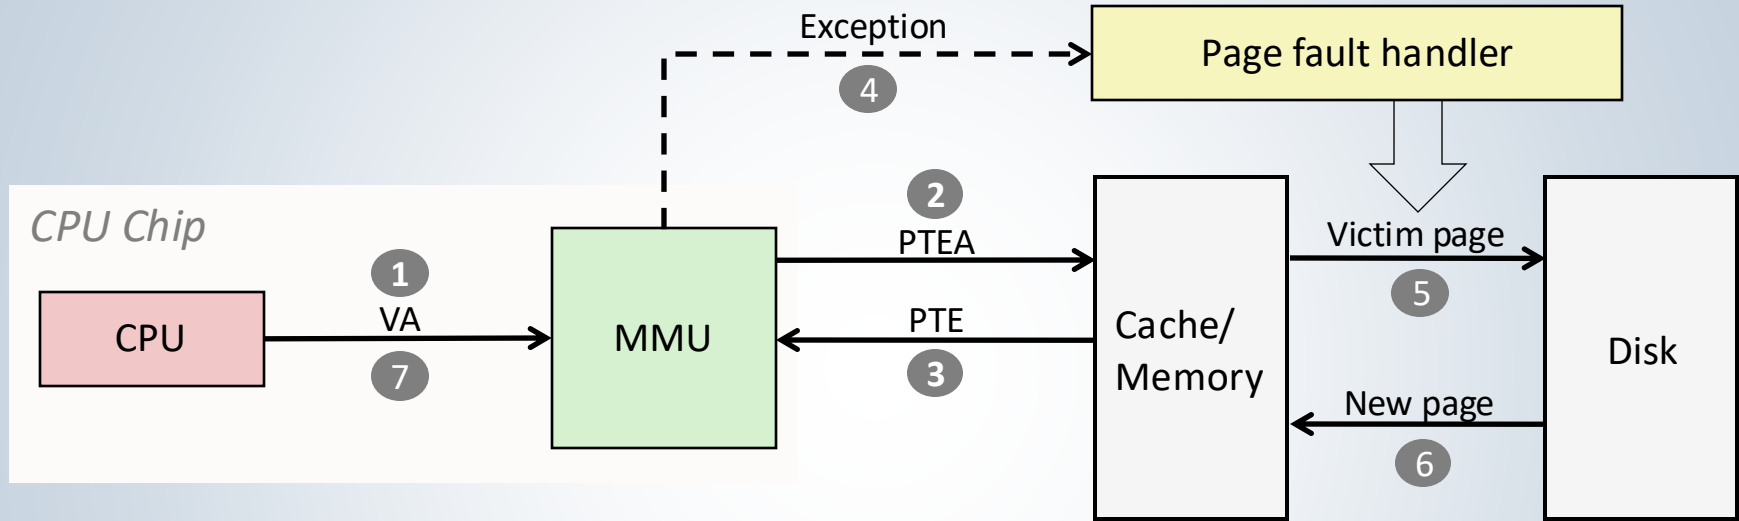 Exception
4
Page fault handler
CPU Chip
2
PTEA
Victim page
5
1
VA
7
CPU
MMU
PTE
3
Cache/
Memory
Disk
New page
6